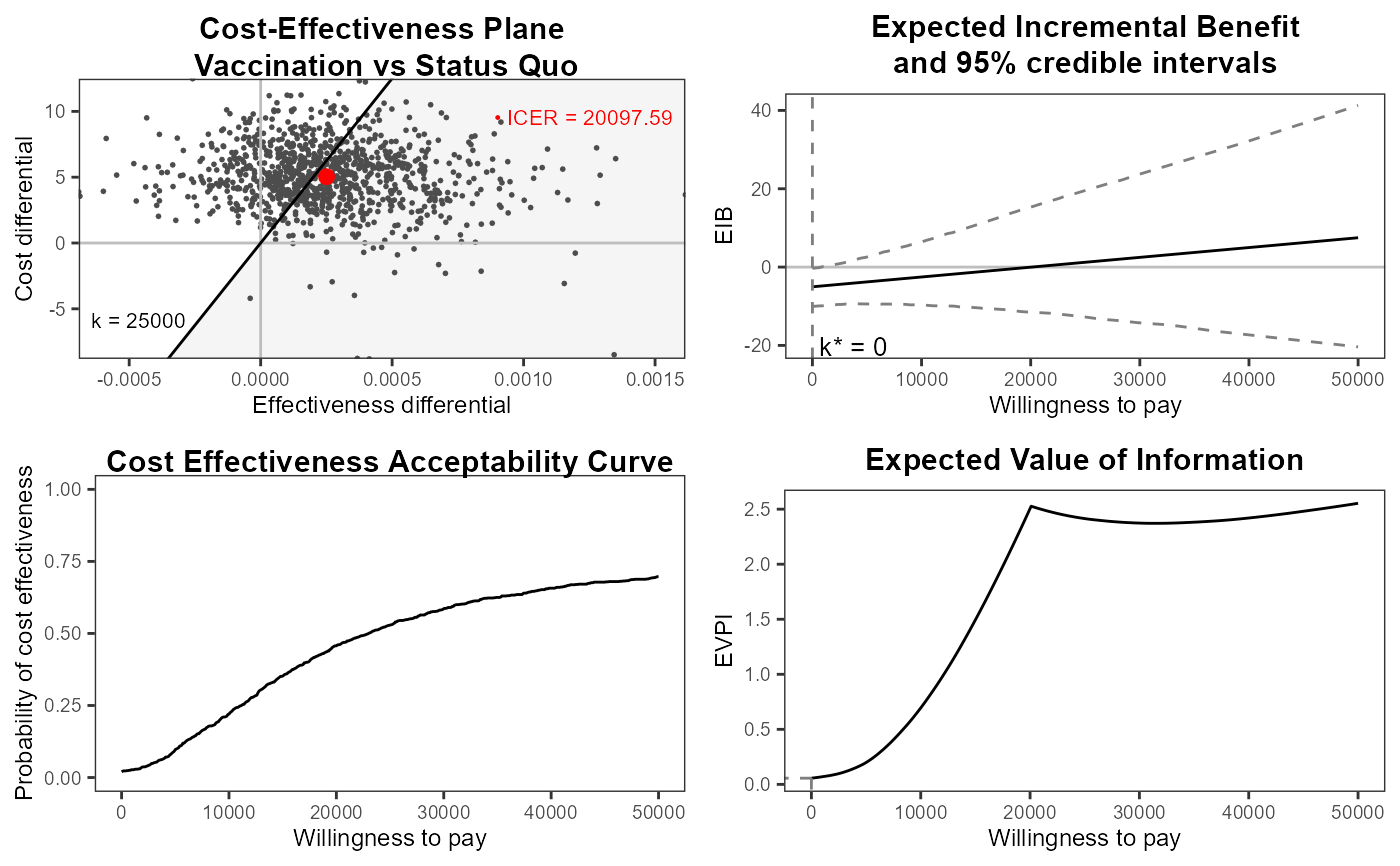 Cost-Effectiveness Plane
Vaccination vs Status Quo
10
5
0
-5
Cost differential
ICER = 20097.59
k = 25000
-0.0005
0.0000
0.0005
0.0010
0.0015
Effectiveness differential
Expected Incremental Benefit
and 95% credible intervals
40
20
0
-20
EIB
k* = 0
0
10000
20000
30000
40000
50000
Willingness to pay
Cost Effectiveness Acceptability Curve
1.00
0.75
0.50
0.25
0.00
Probability of cost effectiveness
0
10000
20000
30000
40000
50000
Willingness to pay
Expected Value of Information
2.5
2.0
1.5
1.0
0.5
0.0
EVPI
0
10000
20000
30000
40000
50000
Willingness to pay